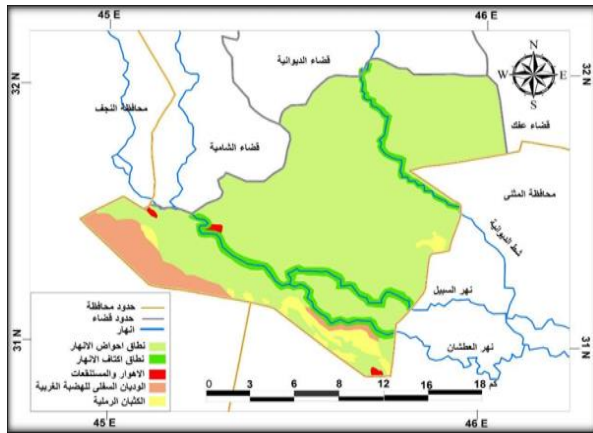 45 E
46 E
32 N
32 N
N
W E
S
قضاء الديوانية
محافظة النجف
قضاء عفك
قضاء الشامية
محافظة المثنى
شط الديوانية
نهر السبيل
نهر العطشان
حدود محافظة
حدود قضاء
انهار
نطاق احواض الانهار
نطاق اكتاف الانهار
الاهوار والمستنقعات
الوديان السفلى للهضبة الغربية
الكثبان الرملية
31 N
31 N
0 3 6 8 12 16 18 كم
45 E
46 E